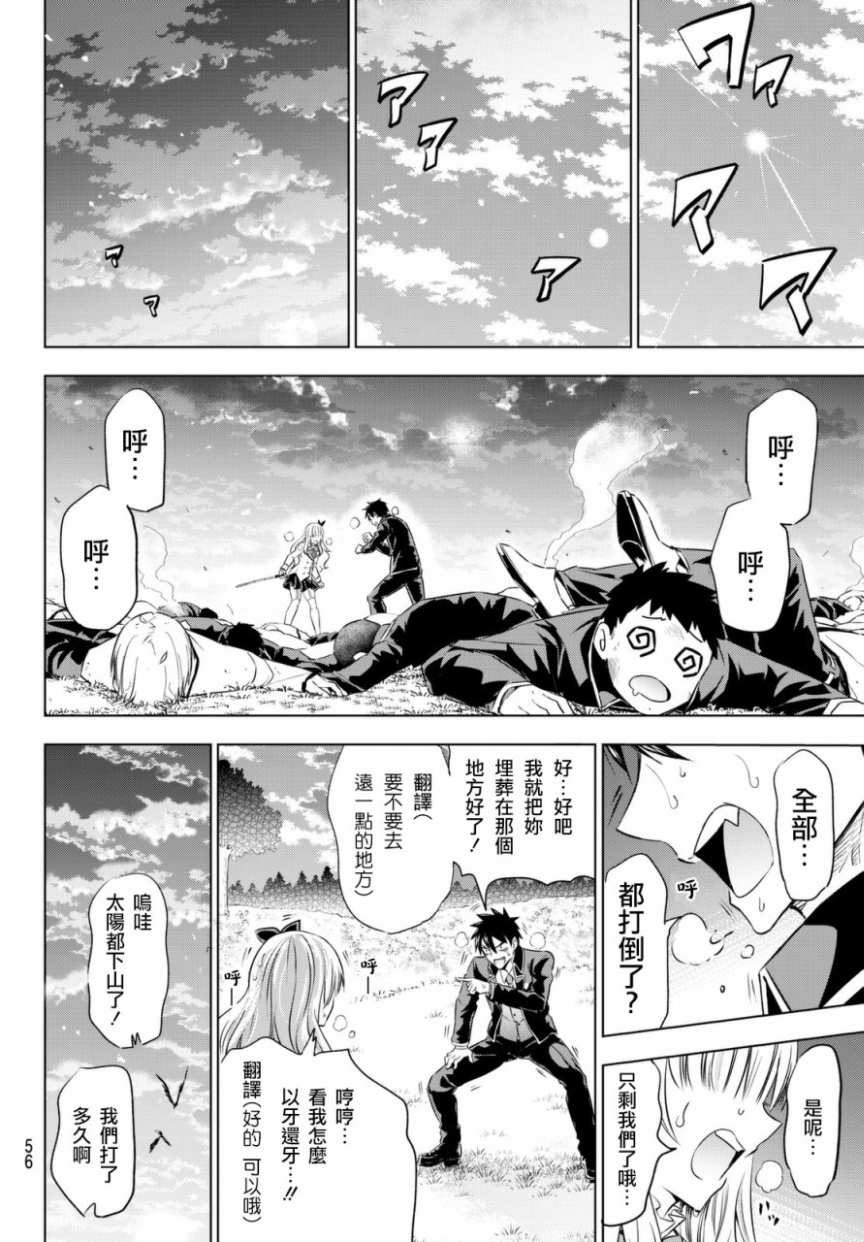 ワァ
ァ
ァ
ァ
ァ
ァ
ァ
ァ
ァ
呼…
呼…
呼…
呼…
全部…
都打倒了?
呼
是呢…
只剩我們了哦…
好…好吧
我就把妳
埋葬在那個
地方好了!
翻譯(
要不要去
遠一點的地方)
呼—
呼—
哼哼…
看我怎麼
以牙還牙…!!
翻譯(好的 可以哦)
嗚哇
太陽都下山了!
我們打了
多久啊
56